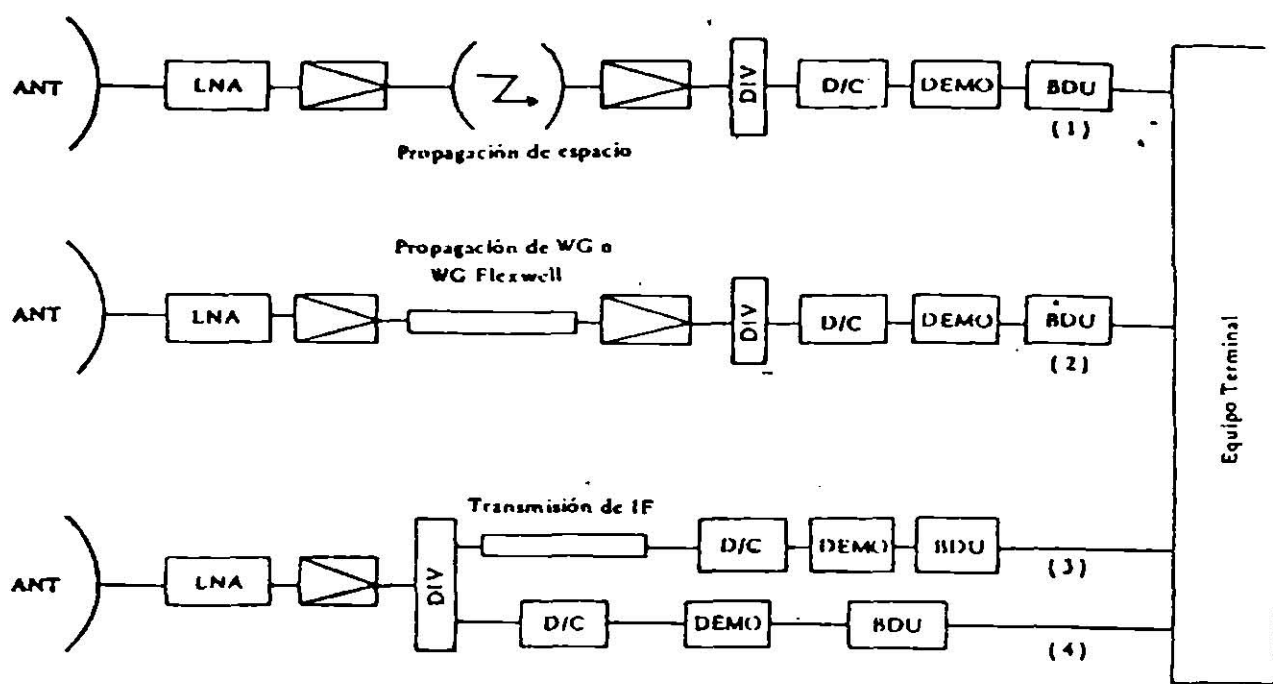 ANT
LNA
Propagación de espacio
DIV
D/C
DEMO
BDU
(1)
ANT
LNA
Propagación de WG o
WG Flexwell
DIV
D/C
DEMO
BDU
(2)
ANT
LNA
DIV
Transmisión de IF
D/C
DEMO
BDU
(3)
D/C
DEMO
BDU
(4)
Equipo Terminal